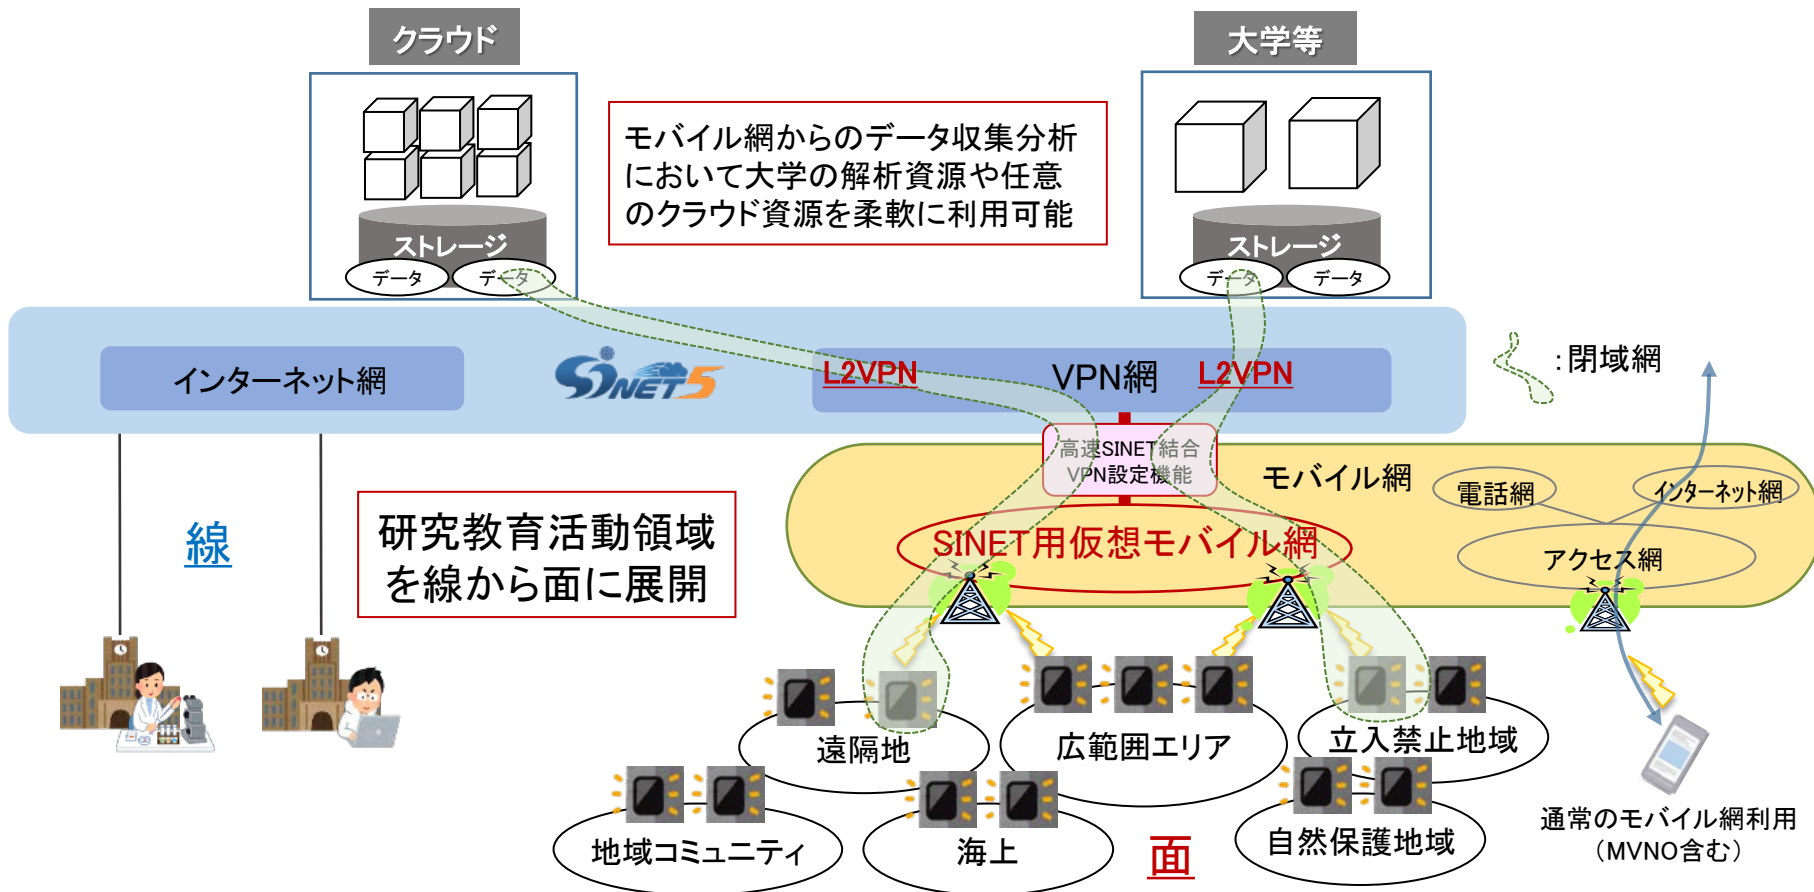 クラウド
大学等
モバイル網からのデータ収集分析
において大学の解析資源や任意
のクラウド資源を柔軟に利用可能
ストレージ
データ
データ
ストレージ
データ
データ
インターネット網
SINET5
L2VPN
VPN網
L2VPN
:閉域網
高速SINET結合
VPN設定機能
モバイル網
電話網
インターネット網
アクセス網
SINET用仮想モバイル網
線
研究教育活動領域
を線から面に展開
遠隔地
広範囲エリア
立入禁止地域
地域コミュニティ
海上
自然保護地域
面
通常のモバイル網利用
(MVNO含む)